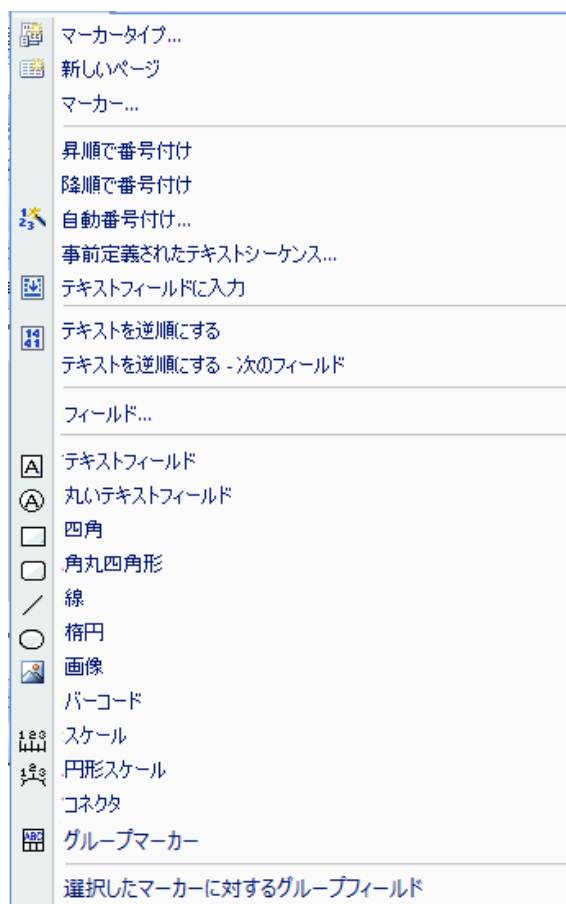 マーカータイプ...
新しいページ
マーカー...
昇順で番号付け
降順で番号付け
自動番号付け...
事前定義されたテキストシーケンス...
テキストフィールドに入力
テキストを逆順にする
テキストを逆順にする - 次のフィールド
フィールド...
テキストフィールド
丸いテキストフィールド
四角
角丸四角形
線
楕円
画像
バーコード
スケール
円形スケール
コネクタ
グループマーカー
選択したマーカーに対するグループフィールド